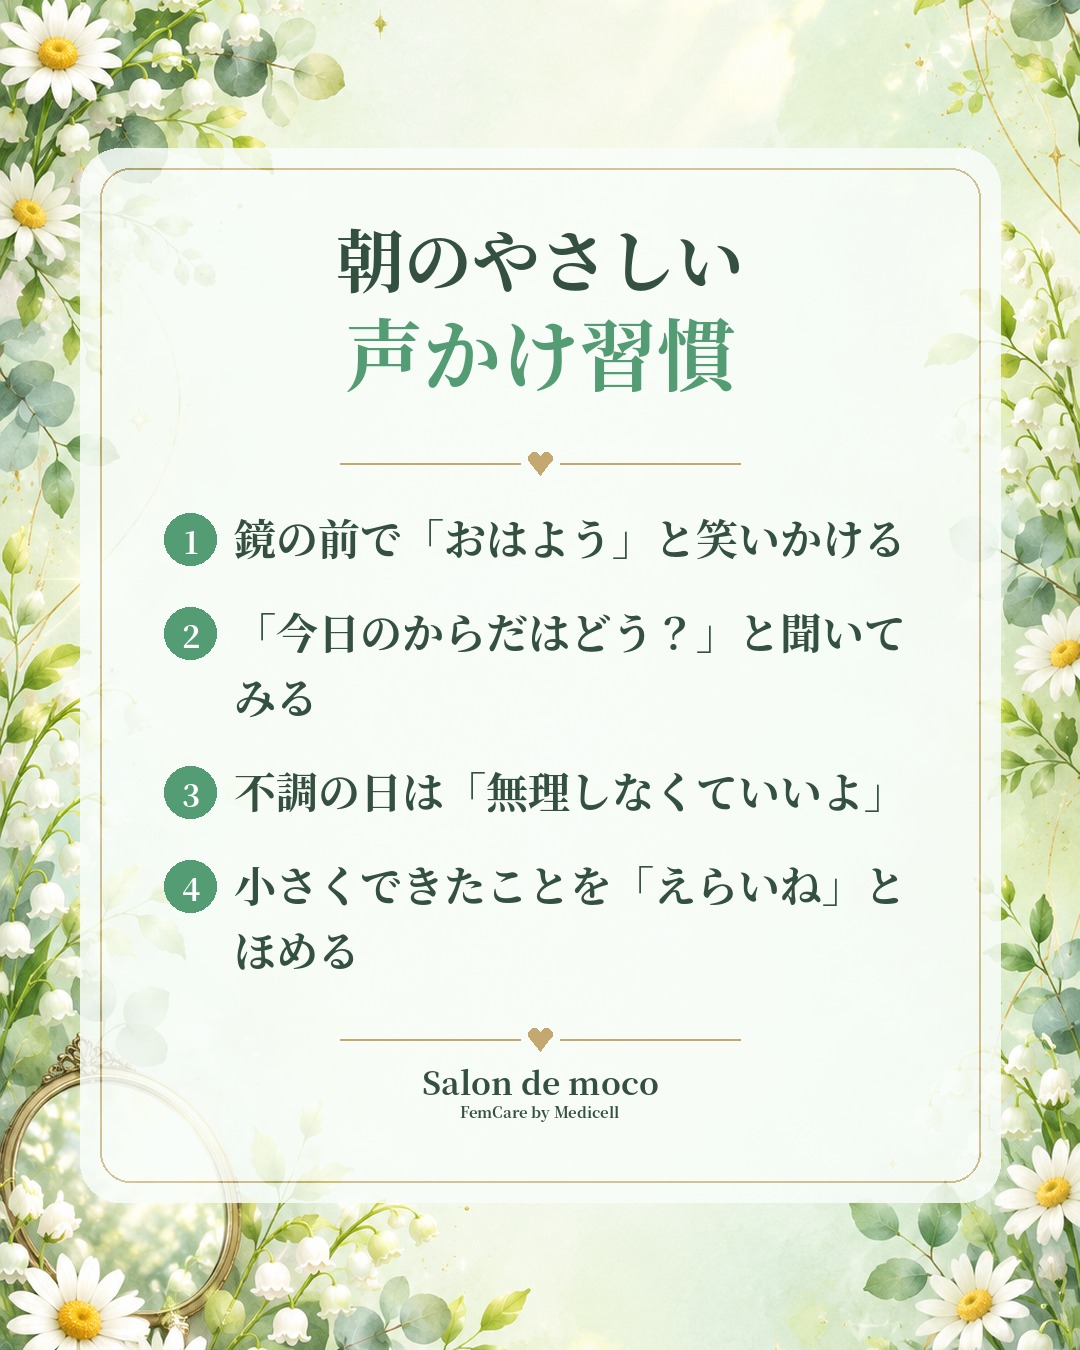 朝のやさしい
声かけ習慣
1 鏡の前で「おはよう」と笑いかける
2 「今日のからだはどう？」と聞いて
みる
3 不調の日は「無理しなくていいよ」
4 小さくできたことを「えらいね」と
ほめる
Salon de moco
FemCare by Medicell